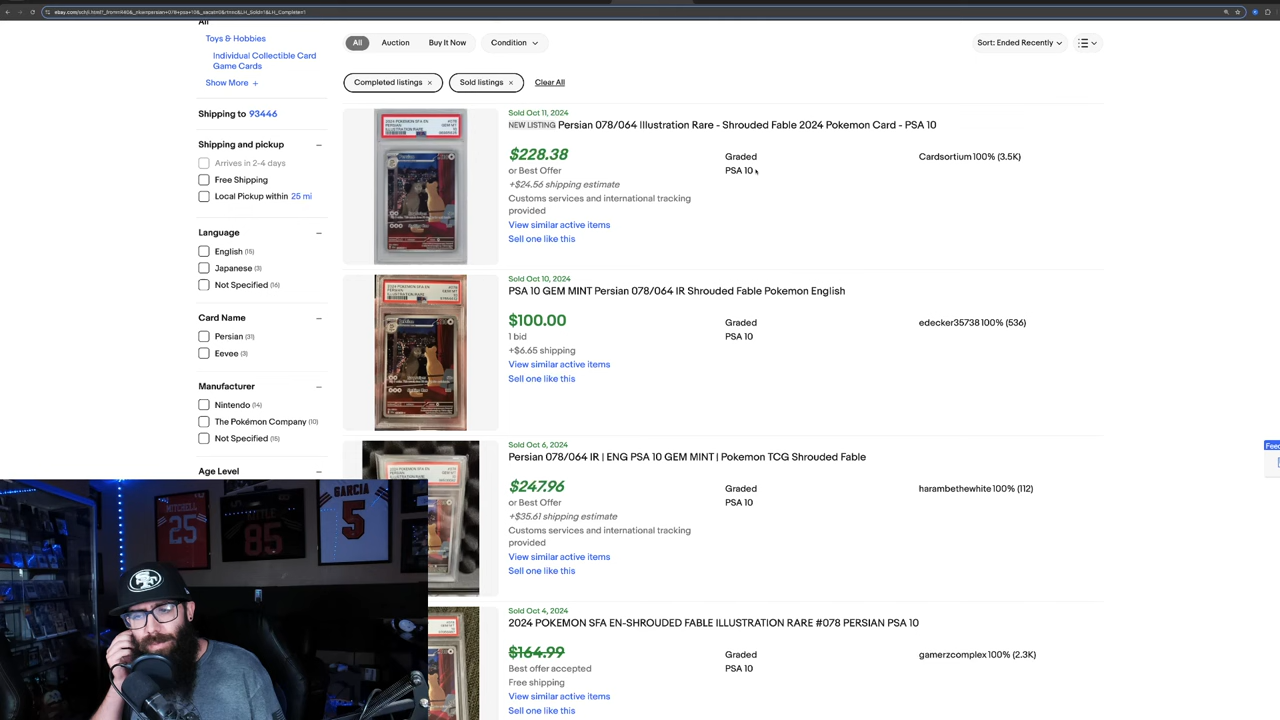 All
Toys & Hobbies
Individual Collectible Card
Game Cards
Show More +
Shipping to 93446
Shipping and pickup
Arrives in 2-4 days
Free Shipping
Local Pickup within 25 mi
Language
English (15)
Japanese (3)
Not Specified (16)
Card Name
Persian (31)
Eevee (3)
Manufacturer
Nintendo (14)
The Pokémon Company (10)
Not Specified (15)
Age Level
All Auction Buy It Now Condition
Sort: Ended Recently
Completed listings × Sold listings × Clear All
Sold Oct 11, 2024
NEW LISTING Persian 078/064 Illustration Rare - Shrouded Fable 2024 Pokemon Card - PSA 10
$228.38
or Best Offer
+$24.56 shipping estimate
Customs services and international tracking
provided
View similar active items
Sell one like this
Graded
PSA 10
Cardsortium 100% (3.5K)
Sold Oct 10, 2024
PSA 10 GEM MINT Persian 078/064 IR Shrouded Fable Pokemon English
$100.00
1 bid
+$6.65 shipping
View similar active items
Sell one like this
Graded
PSA 10
edecker35738 100% (536)
Sold Oct 6, 2024
Persian 078/064 IR | ENG PSA 10 GEM MINT | Pokemon TCG Shrouded Fable
$247.96
or Best Offer
+$35.61 shipping estimate
Customs services and international tracking
provided
View similar active items
Sell one like this
Graded
PSA 10
harambethewhite 100% (112)
Sold Oct 4, 2024
2024 POKEMON SFA EN-SHROUDED FABLE ILLUSTRATION RARE #078 PERSIAN PSA 10
$164.99
Best offer accepted
Free shipping
View similar active items
Sell one like this
Graded
PSA 10
gamerzcomplex 100% (2.3K)
Feed
MITCHELL
25
85
GARCIA
5